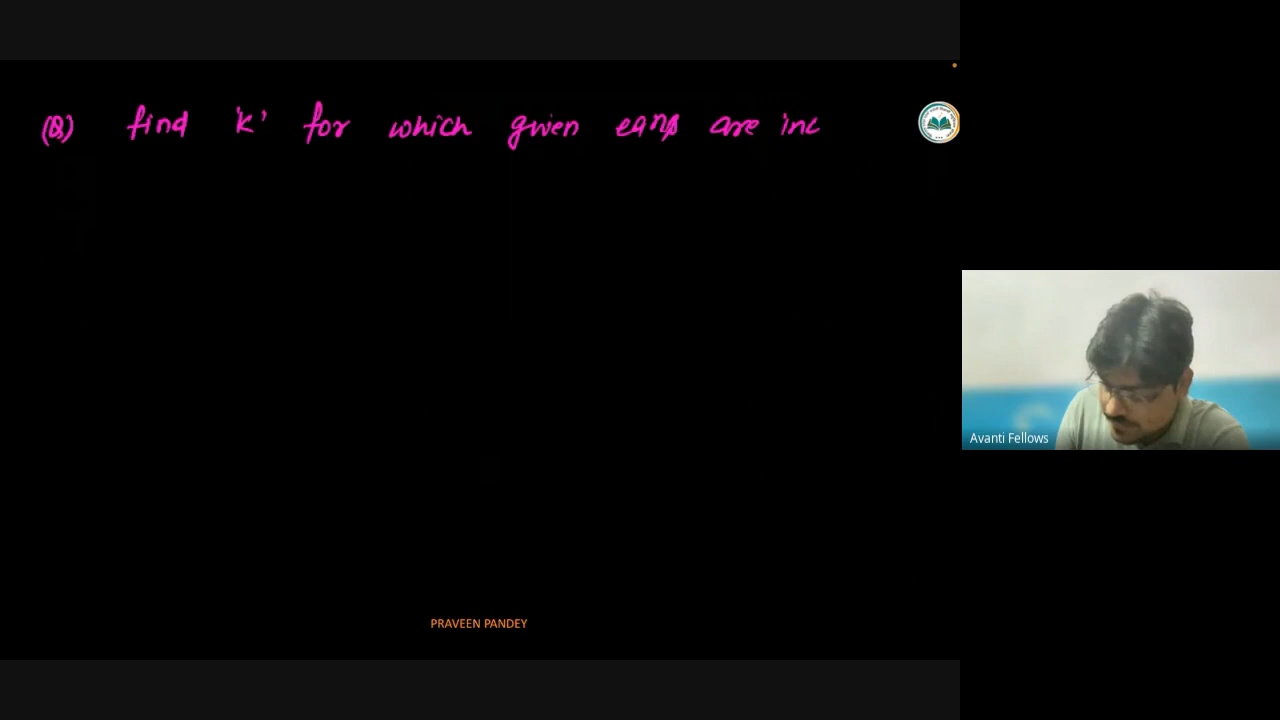 (Q) find 'K' for which given eqns are inc
Avanti Fellows
PRAVEEN PANDEY